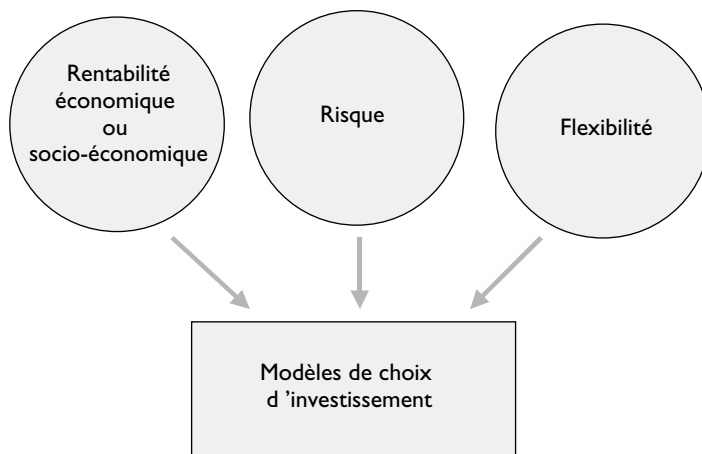 Rentabilité
économique
ou
socio-économique
Risque
Flexibilité
Modèles de choix
d ’investissement